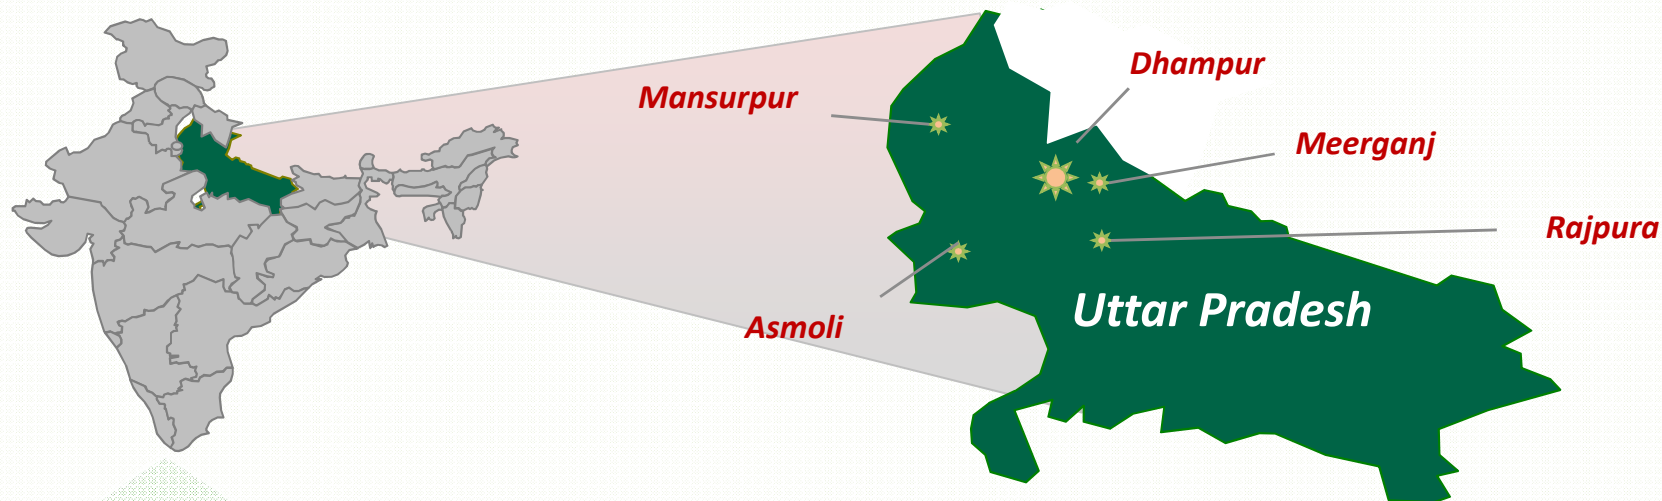 Dhampur
Mansurpur
Meerganj
Rajpura
Uttar Pradesh
Asmoli